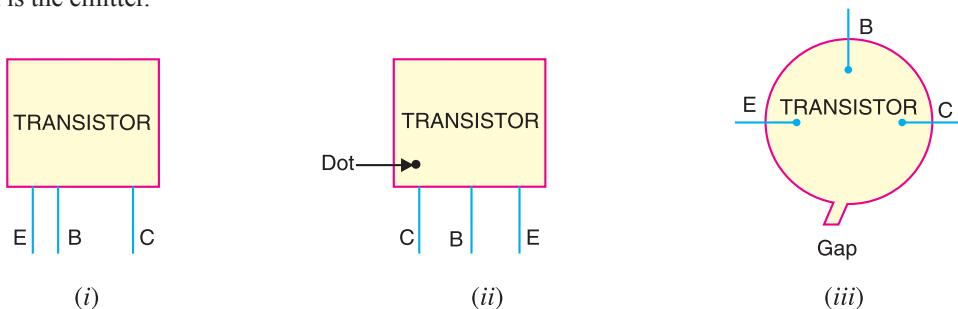 is the emitter.
TRANSISTOR
E B C
(i)
TRANSISTOR
Dot
C B E
(ii)
B
E TRANSISTOR C
Gap
(iii)